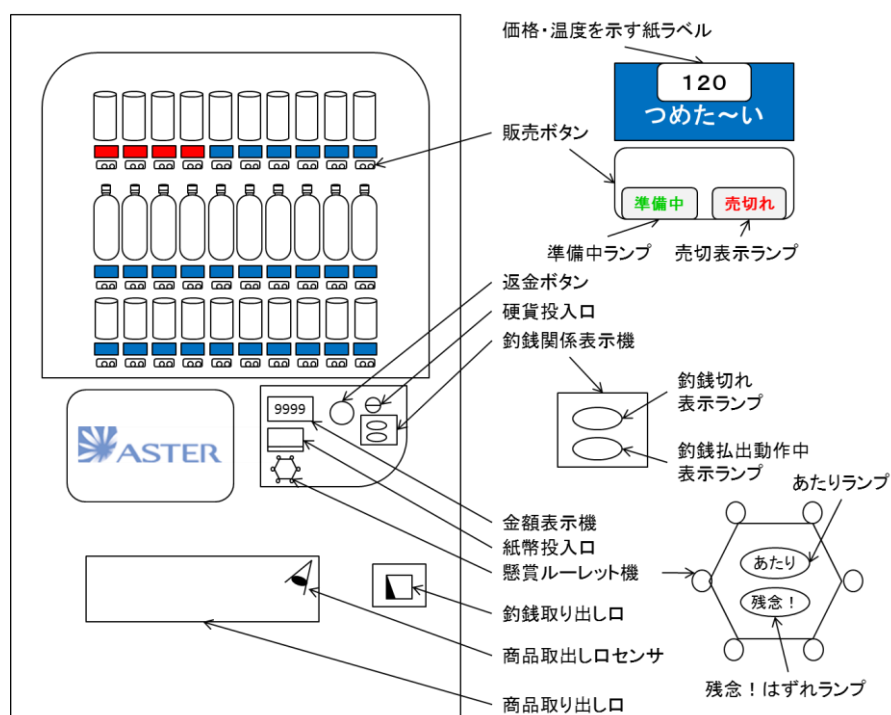 価格・温度を示す紙ラベル
120
つめた～い
販売ボタン
準備中
売切れ
準備中ランプ
売切表示ランプ
返金ボタン
硬貨投入口
釣銭関係表示機
9999
釣銭切れ
表示ランプ
釣銭払出動作中
表示ランプ
ASTER
あたりランプ
金額表示機
紙幣投入口
懸賞ルーレット機
あたり
残念！
釣銭取り出し口
商品取出し口センサ
残念！はずれランプ
商品取り出し口